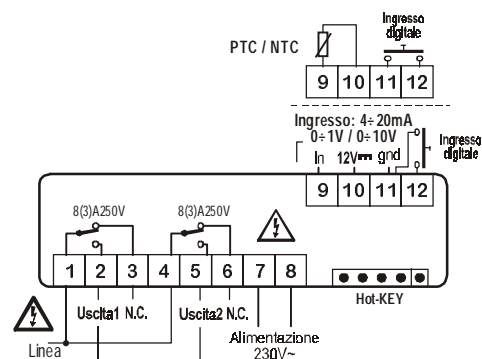 Ingresso
digitale
PTC / NTC
9 10 11 12
Ingresso: 4÷20mA
0÷1V / 0÷10V
In 12V gnd
Ingresso
digitale
9 10 11 12
8(3)A250V 8(3)A250V
1 2 3 4 5 6 7 8
Hot-KEY
Uscita1 N.C. Uscita2 N.C.
Alimentazione
230V~
Linea